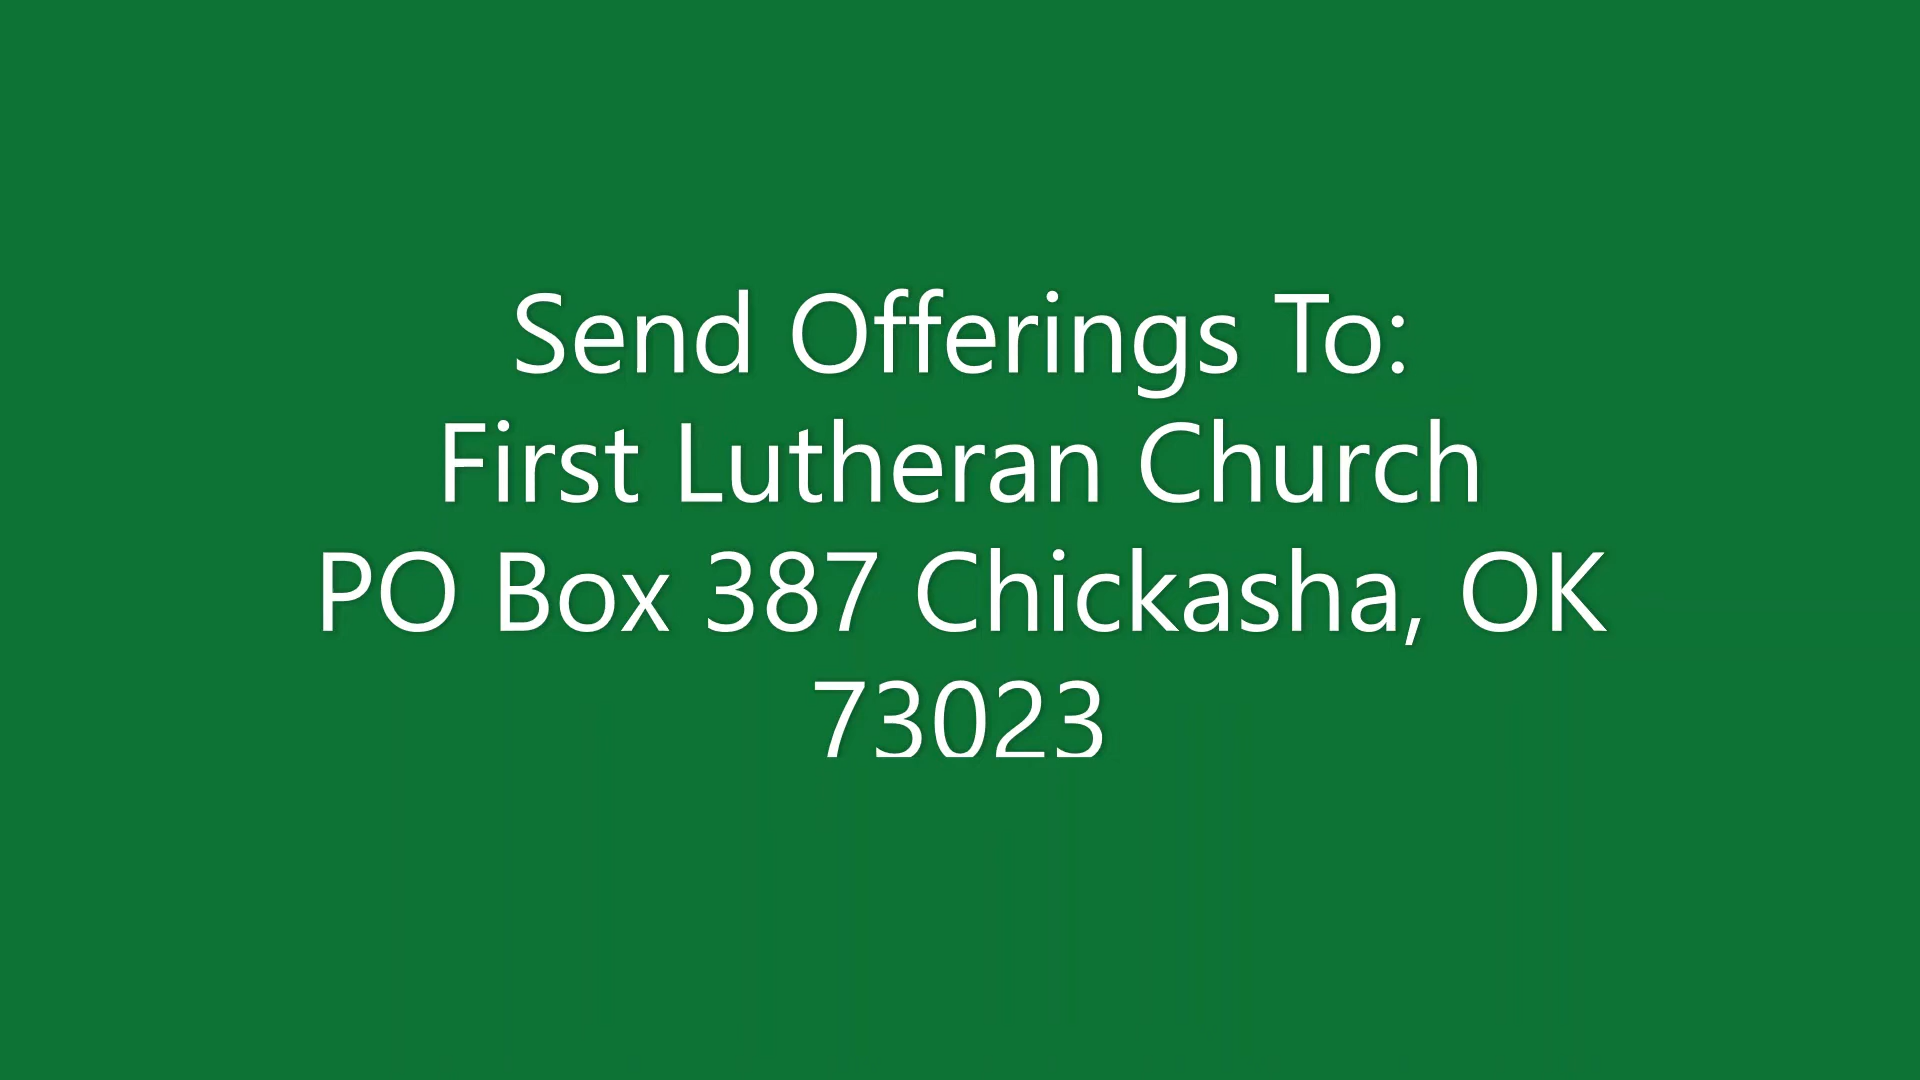 Send Offerings To:
First Lutheran Church
PO Box 387 Chickasha, OK
73023